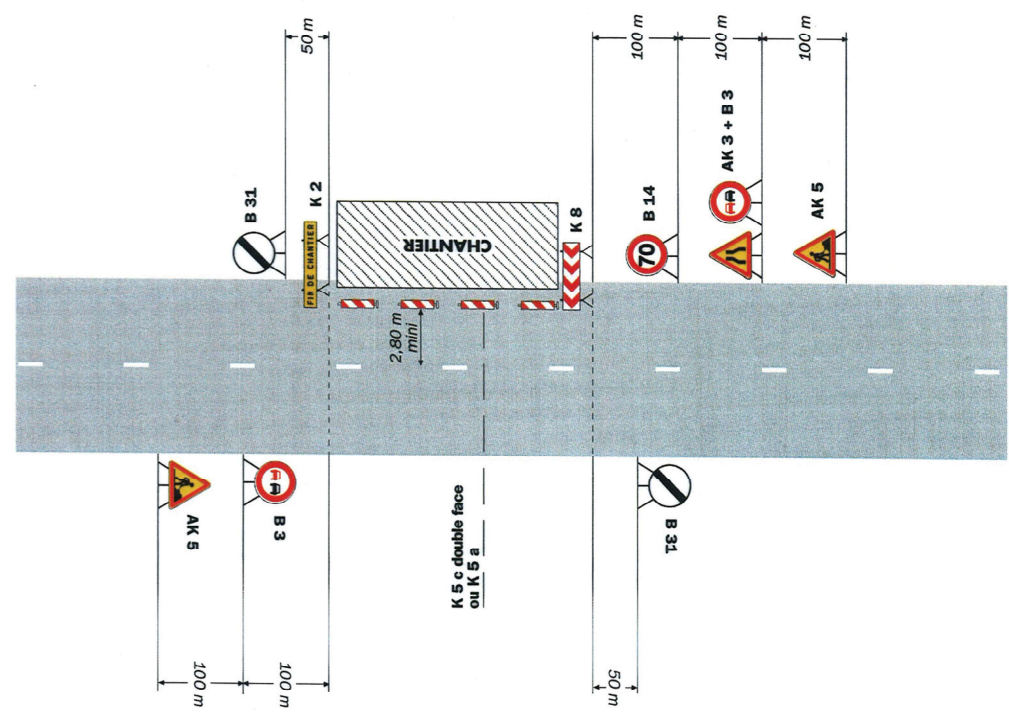 50 m
100 m
100 m
100 m
B 31
K 2
FIN DE CHANTIER
CHANTIER
K 8
B 14
70
AK 3 + B 3
AK 5
2,80 m
mini
AK 5
B 3
K 5 c double face
ou K 5 a
B 31
100 m
100 m
50 m